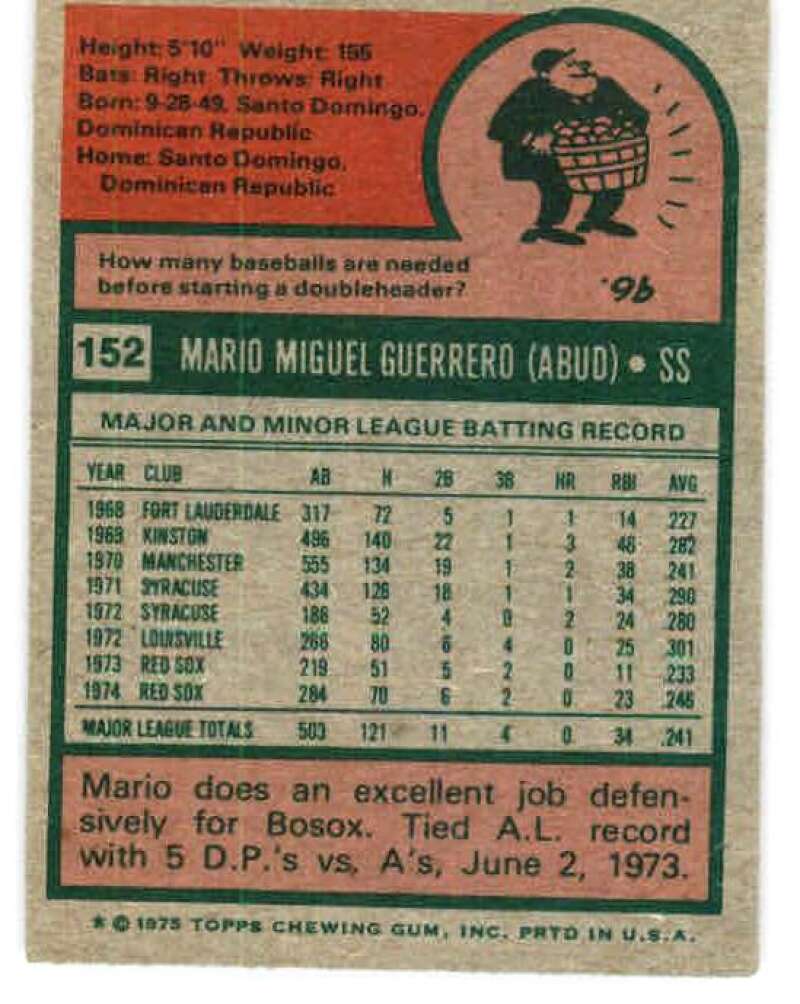 Height: 5'10" Weight: 155
Bats: Right Throws: Right
Born: 9-28-49, Santo Domingo,
Dominican Republic
Home: Santo Domingo,
Dominican Republic
How many baseballs are needed
before starting a doubleheader?
96.
152 MARIO MIGUEL GUERRERO (ABUD) • SS
MAJOR AND MINOR LEAGUE BATTING RECORD
YEAR CLUB AB H 2B 3B HR RBI AVG
1968 FORT LAUDERDALE 317 72 5 1 1 14 .227
1969 KINSTON 496 140 22 1 3 46 .282
1970 MANCHESTER 555 134 19 1 2 38 .241
1971 SYRACUSE 434 126 18 1 1 34 .290
1972 SYRACUSE 186 52 4 0 2 24 .280
1972 LOUISVILLE 266 80 6 4 0 25 .301
1973 RED SOX 219 51 5 2 0 11 .233
1974 RED SOX 284 70 6 2 0 23 .246
MAJOR LEAGUE TOTALS 503 121 11 4 0 34 .241
Mario does an excellent job defen-
sively for Bosox. Tied A.L. record
with 5 D.P.'s vs, A's, June 2, 1973.
* © 1975 TOPPS CHEWING GUM, INC. PRTD IN U.S.A.